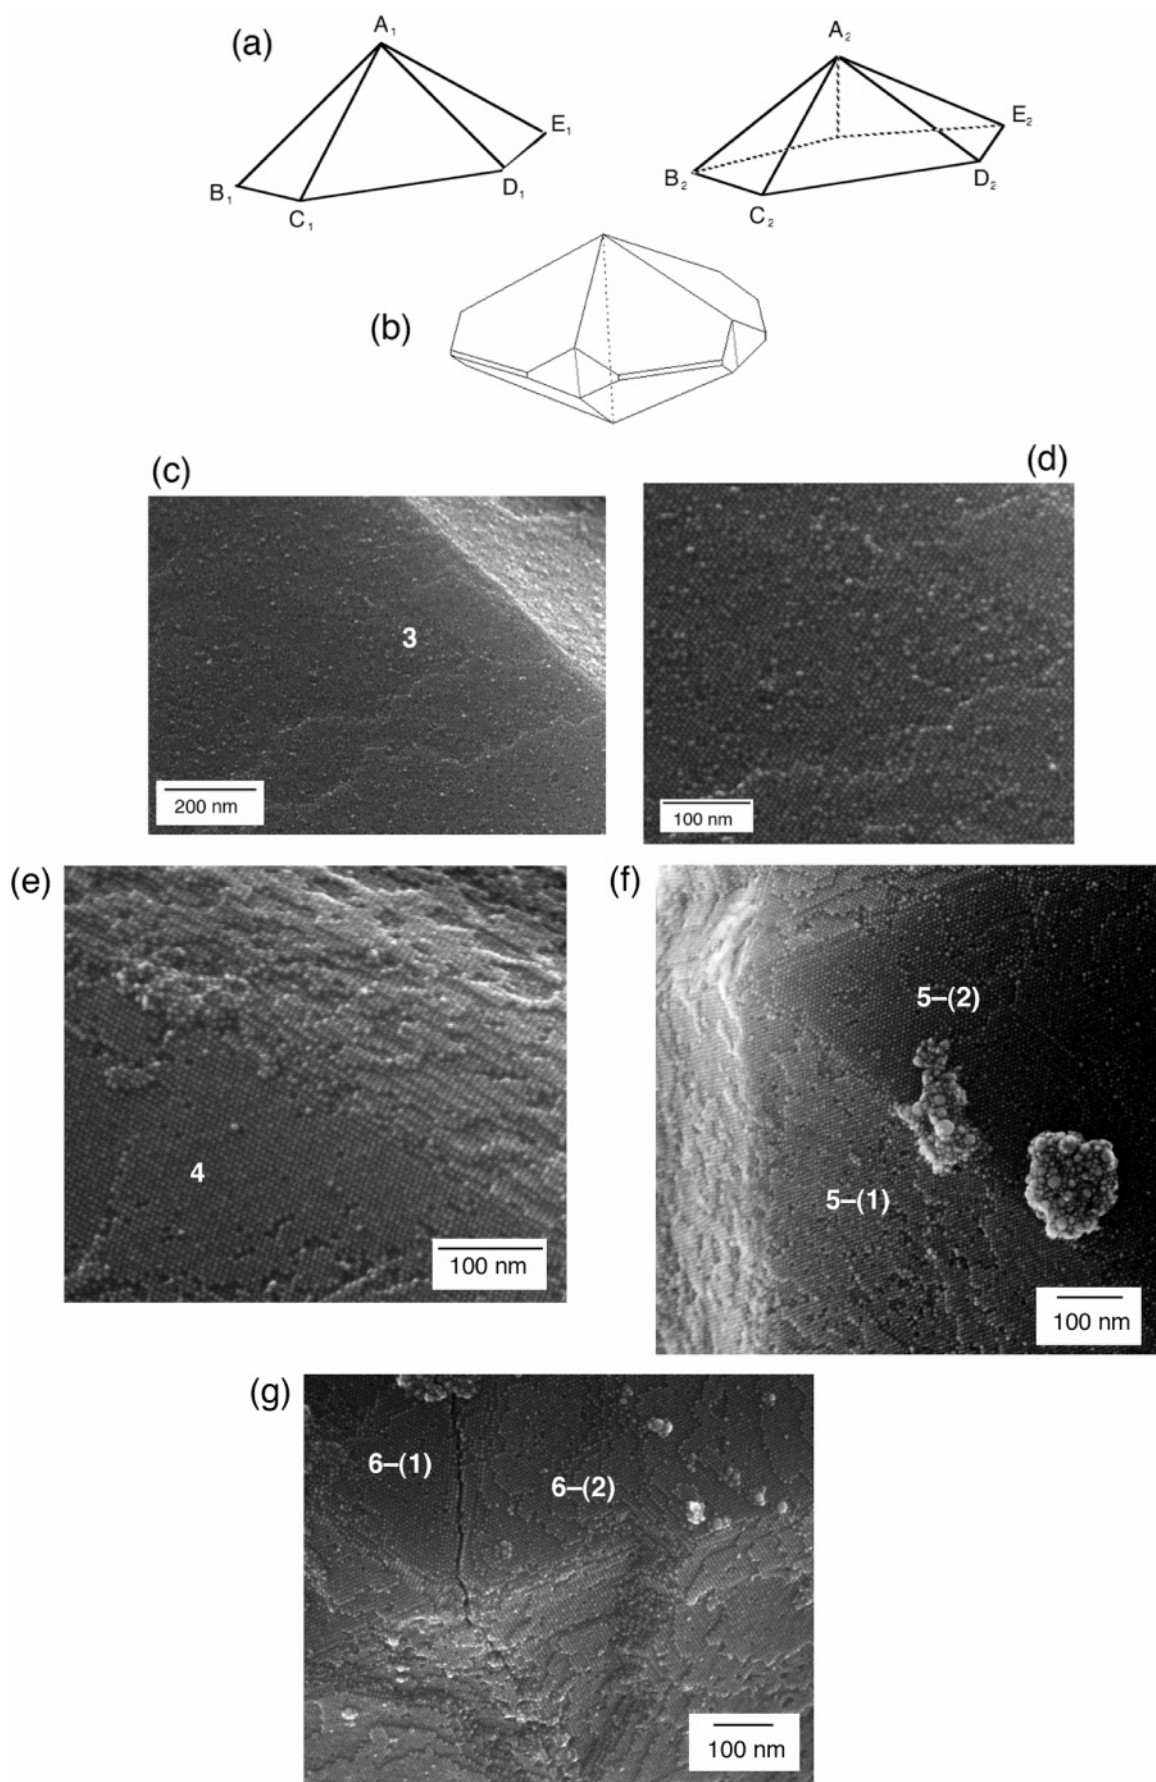 (a)
A₁
B₁
C₁
D₁
E₁
A₂
B₂
C₂
D₂
E₂
(b)
(c)
3
200 nm
(d)
100 nm
(e)
4
100 nm
(f)
5–(2)
5–(1)
100 nm
(g)
6–(1)
6–(2)
100 nm